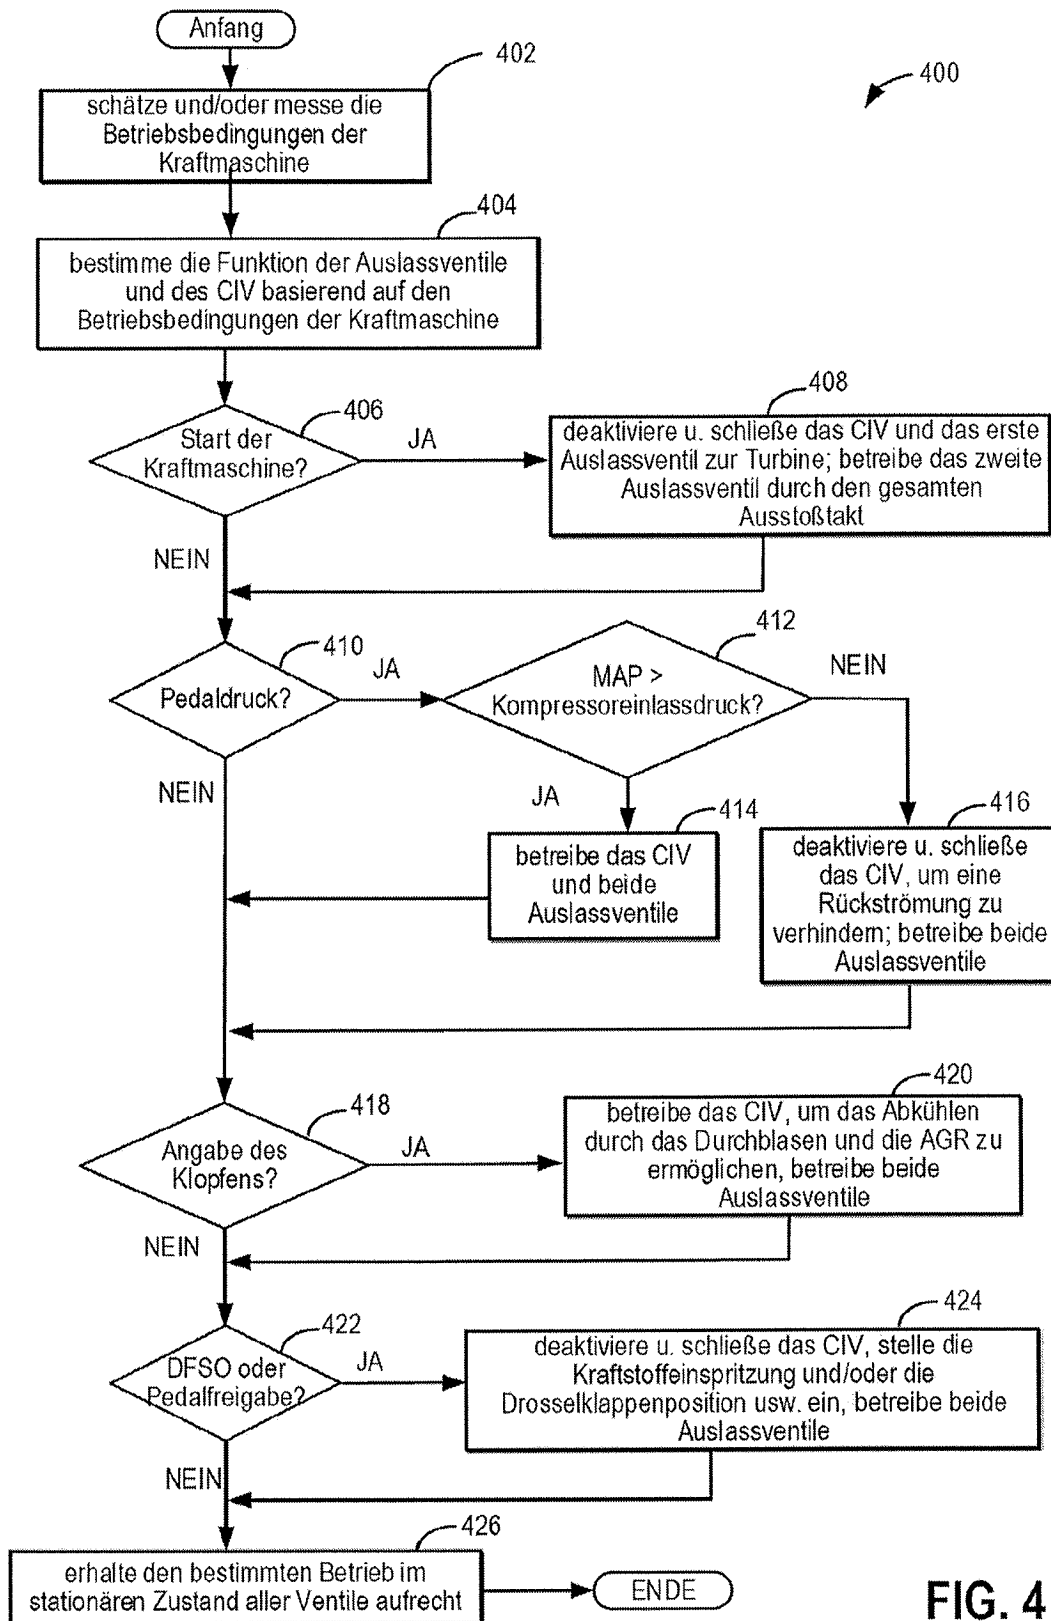 Anfang
402
400
schätze und/oder messe die
Betriebsbedingungen der
Kraftmaschine
404
bestimme die Funktion der Auslassventile
und des CIV basierend auf den
Betriebsbedingungen der Kraftmaschine
406
Start der
Kraftmaschine?
JA
NEIN
408
deaktiviere u. schließe das CIV und das erste
Auslassventil zur Turbine; betreibe das zweite
Auslassventil durch den gesamten
Ausstoßtakt
410
Pedaldruck?
JA
NEIN
412
MAP >
Kompressoreinlassdruck?
NEIN
JA
414
betreibe das CIV
und beide
Auslassventile
416
deaktiviere u. schließe
das CIV, um eine
Rückströmung zu
verhindern; betreibe beide
Auslassventile
418
Angabe des
Klopfens?
JA
NEIN
420
betreibe das CIV, um das Abkühlen
durch das Durchblasen und die AGR zu
ermöglichen, betreibe beide
Auslassventile
422
DFSO oder
Pedalfreigabe?
JA
NEIN
424
deaktiviere u. schließe das CIV, stelle die
Kraftstoffeinspritzung und/oder die
Drosselklappenposition usw. ein, betreibe beide
Auslassventile
426
erhalte den bestimmten Betrieb im
stationären Zustand aller Ventile aufrecht
ENDE
FIG. 4